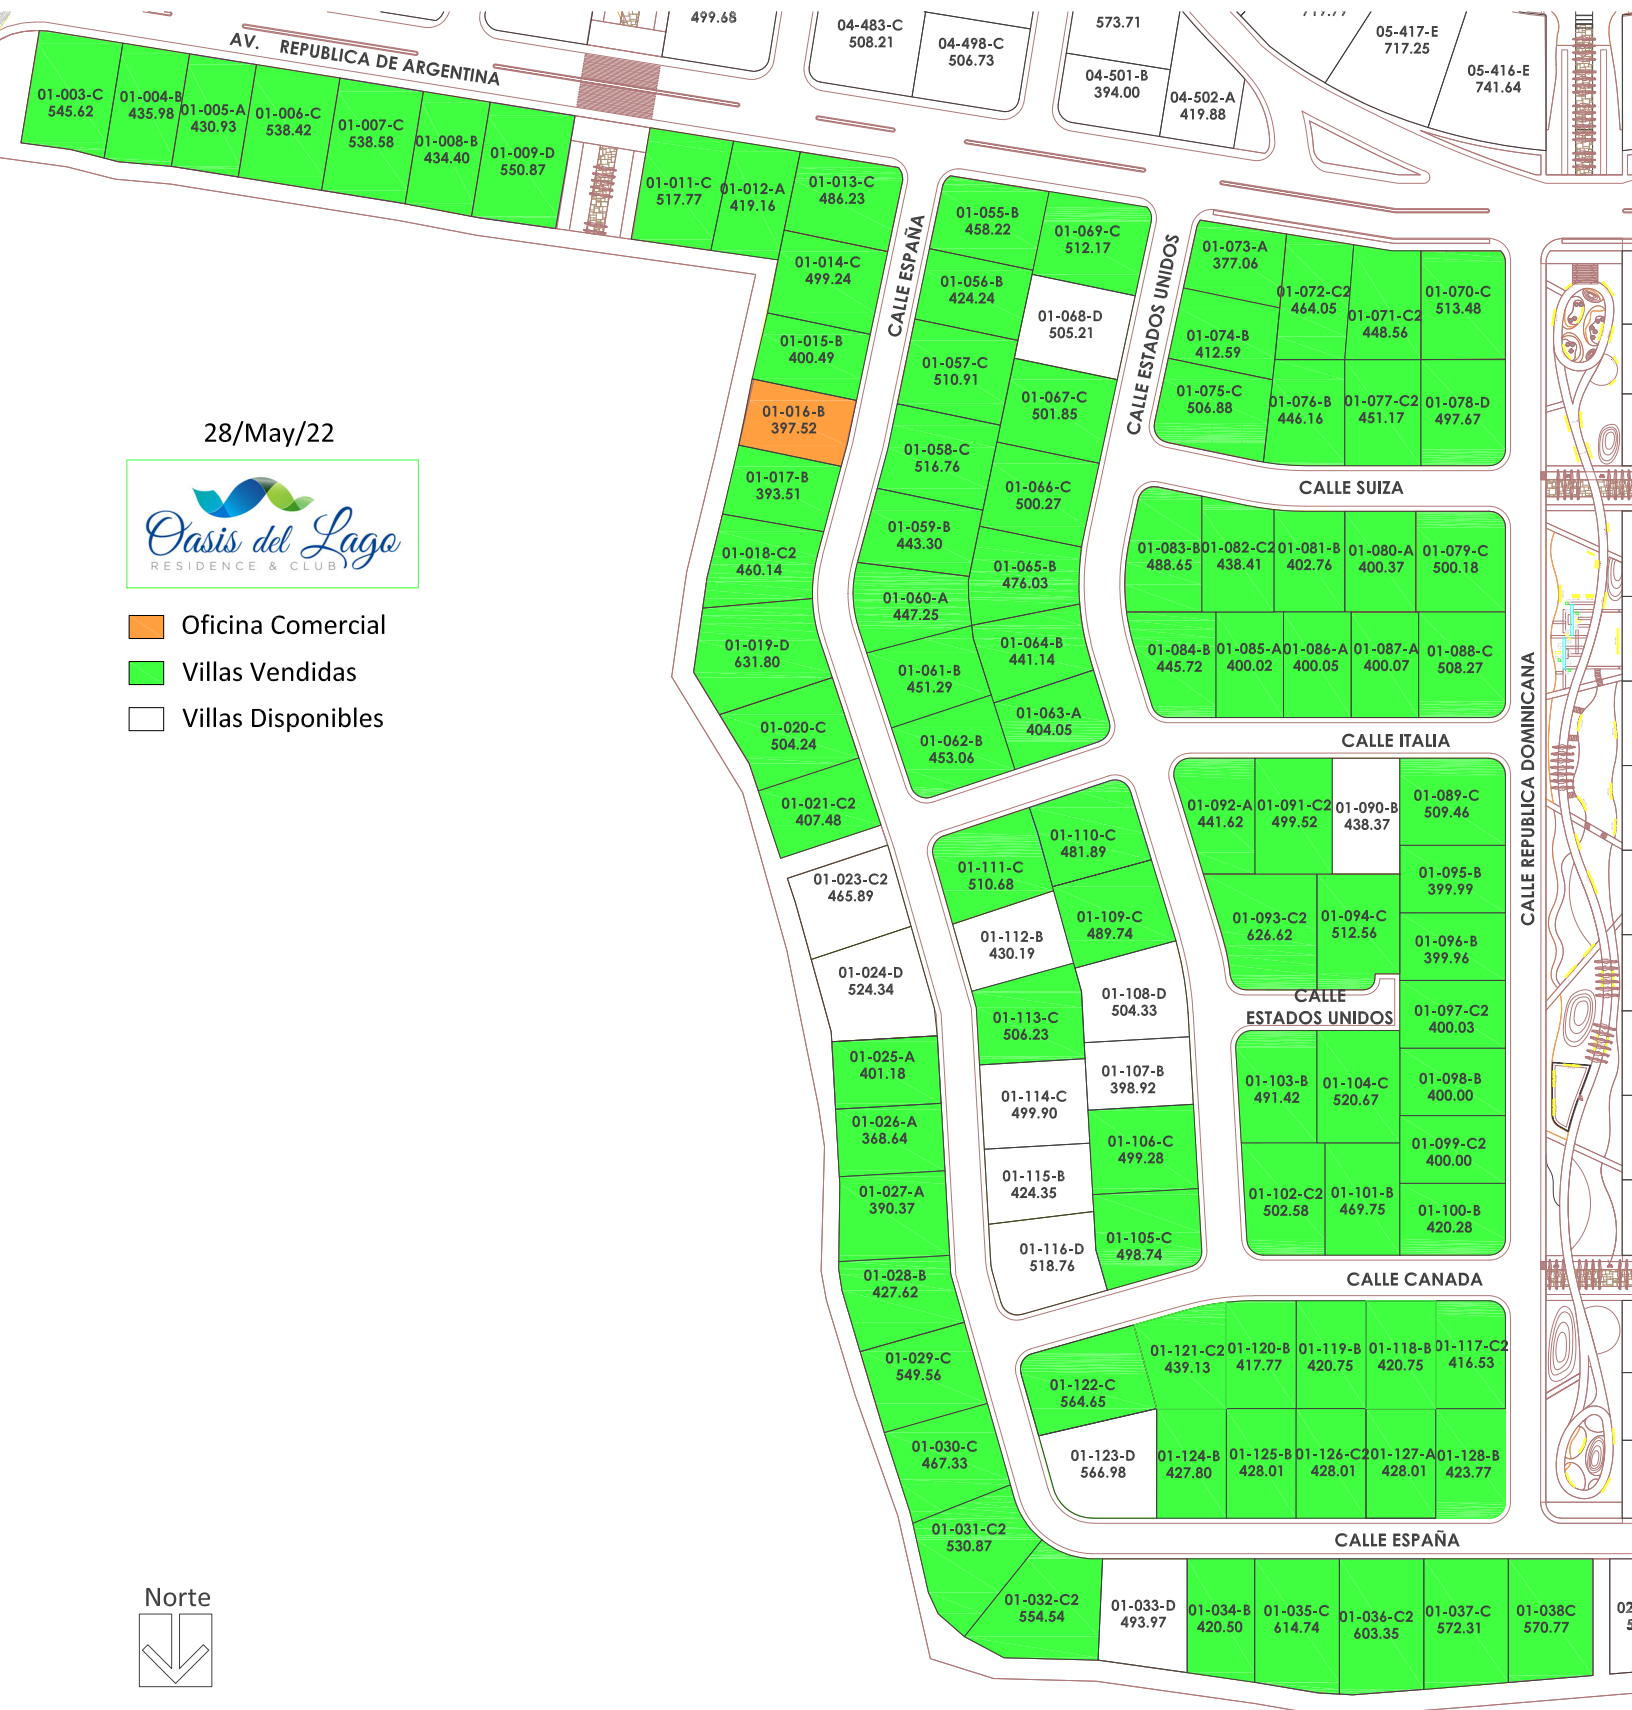 499.68
04-483-C
508.21
04-498-C
506.73
573.71
04-501-B
394.00
04-502-A
419.88
05-417-E
717.25
05-416-E
741.64
AV. REPUBLICA DE ARGENTINA
01-003-C
545.62
01-004-B
435.98
01-005-A
430.93
01-006-C
538.42
01-007-C
538.58
01-008-B
434.40
01-009-D
550.87
01-011-C
517.77
01-012-A
419.16
01-013-C
486.23
01-014-C
499.24
01-015-B
400.49
01-016-B
397.52
01-017-B
393.51
01-018-C2
460.14
01-019-D
631.80
01-020-C
504.24
01-021-C2
407.48
01-023-C2
465.89
01-024-D
524.34
01-025-A
401.18
01-026-A
368.64
01-027-A
390.37
01-028-B
427.62
01-029-C
549.56
01-030-C
467.33
01-031-C2
530.87
01-032-C2
554.54
01-033-D
493.97
01-034-B
420.50
01-035-C
614.74
01-036-C2
603.35
01-037-C
572.31
01-038C
570.77
CALLE ESPAÑA
01-055-B
458.22
01-069-C
512.17
01-056-B
424.24
01-068-D
505.21
01-057-C
510.91
01-067-C
501.85
01-058-C
516.76
01-066-C
500.27
01-059-B
443.30
01-065-B
476.03
01-060-A
447.25
01-064-B
441.14
01-061-B
451.29
01-063-A
404.05
01-062-B
453.06
CALLE ESTADOS UNIDOS
01-073-A
377.06
01-072-C2
464.05
01-071-C2
448.56
01-070-C
513.48
01-074-B
412.59
01-075-C
506.88
01-076-B
446.16
01-077-C2
451.17
01-078-D
497.67
CALLE SUIZA
01-083-B
488.65
01-082-C2
438.41
01-081-B
402.76
01-080-A
400.37
01-079-C
500.18
01-084-B
445.72
01-085-A
400.02
01-086-A
400.05
01-087-A
400.07
01-088-C
508.27
CALLE ITALIA
CALLE REPUBLICA DOMINICANA
01-092-A
441.62
01-091-C2
499.52
01-090-B
438.37
01-089-C
509.46
01-095-B
399.99
01-093-C2
626.62
01-094-C
512.56
01-096-B
399.96
CALLE
ESTADOS UNIDOS
01-097-C2
400.03
01-103-B
491.42
01-104-C
520.67
01-098-B
400.00
01-099-C2
400.00
01-102-C2
502.58
01-101-B
469.75
01-100-B
420.28
CALLE CANADA
01-110-C
481.89
01-111-C
510.68
01-109-C
489.74
01-112-B
430.19
01-108-D
504.33
01-113-C
506.23
01-107-B
398.92
01-114-C
499.90
01-106-C
499.28
01-115-B
424.35
01-105-C
498.74
01-116-D
518.76
01-122-C
564.65
01-121-C2
439.13
01-120-B
417.77
01-119-B
420.75
01-118-B
420.75
01-117-C2
416.53
01-123-D
566.98
01-124-B
427.80
01-125-B
428.01
01-126-C2
428.01
01-127-A
428.01
01-128-B
423.77
CALLE ESPAÑA
28/May/22
Oasis del Lago
RESIDENCE & CLUB
Oficina Comercial
Villas Vendidas
Villas Disponibles
Norte